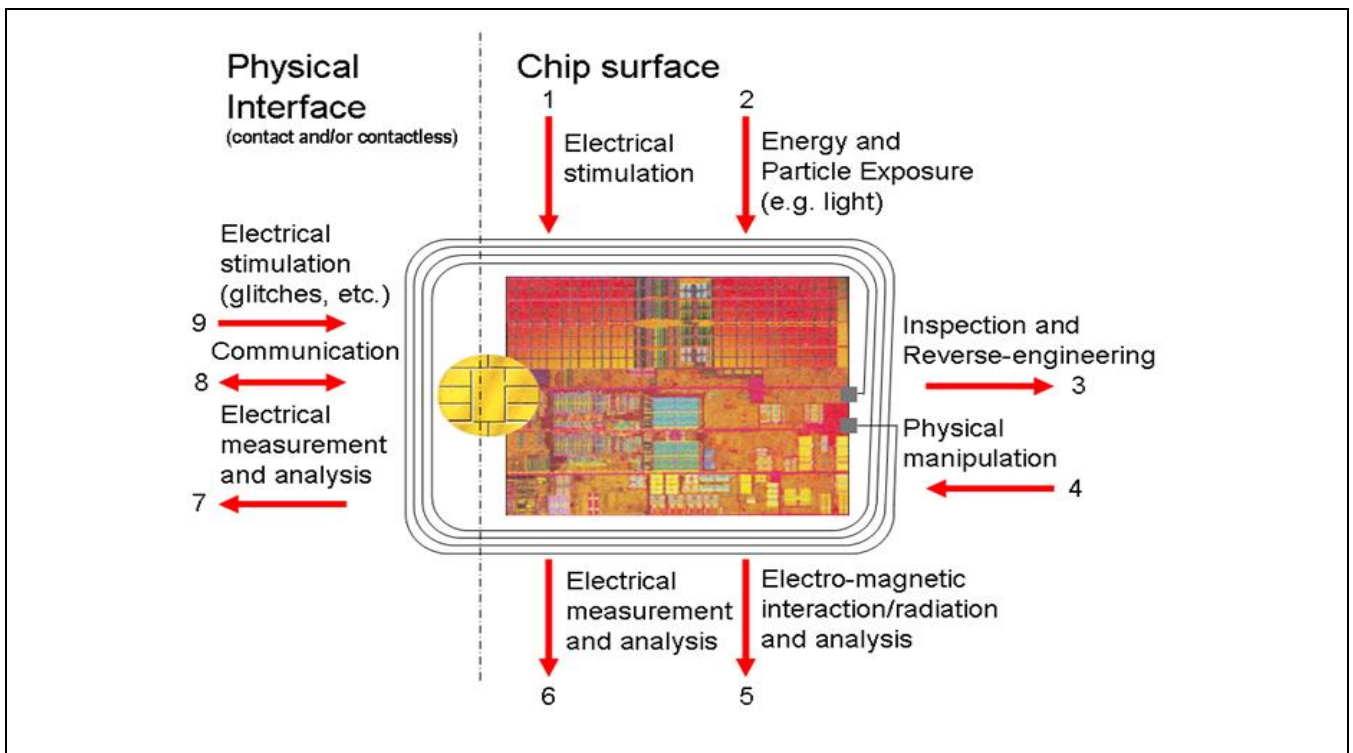 Physical
Interface
(contact and/or contactless)
Chip surface
1
2
Electrical
stimulation
Energy and
Particle Exposure
(e.g. light)
Electrical
stimulation
(glitches, etc.)
9
Communication
8
Electrical
measurement
and analysis
7
Inspection and
Reverse-engineering
3
Physical
manipulation
4
Electrical
measurement
and analysis
6
Electro-magnetic
interaction/radiation
and analysis
5